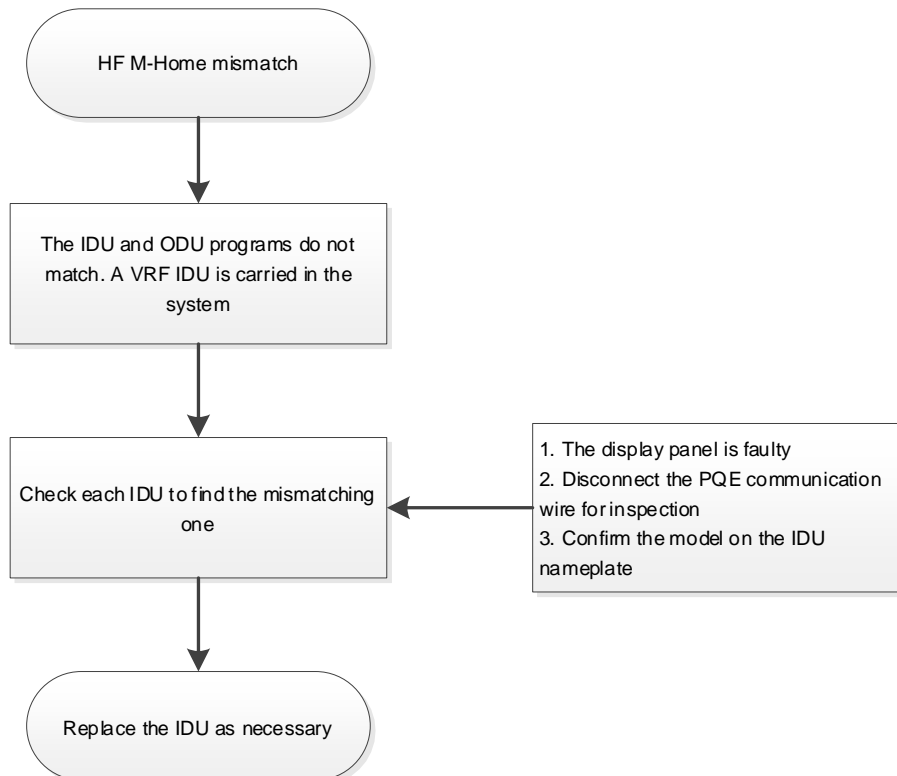 HF M-Home mismatch
The IDU and ODU programs do not
match. A VRF IDU is carried in the
system
Check each IDU to find the mismatching
one
1. The display panel is faulty
2. Disconnect the PQE communication
wire for inspection
3. Confirm the model on the IDU
nameplate
Replace the IDU as necessary